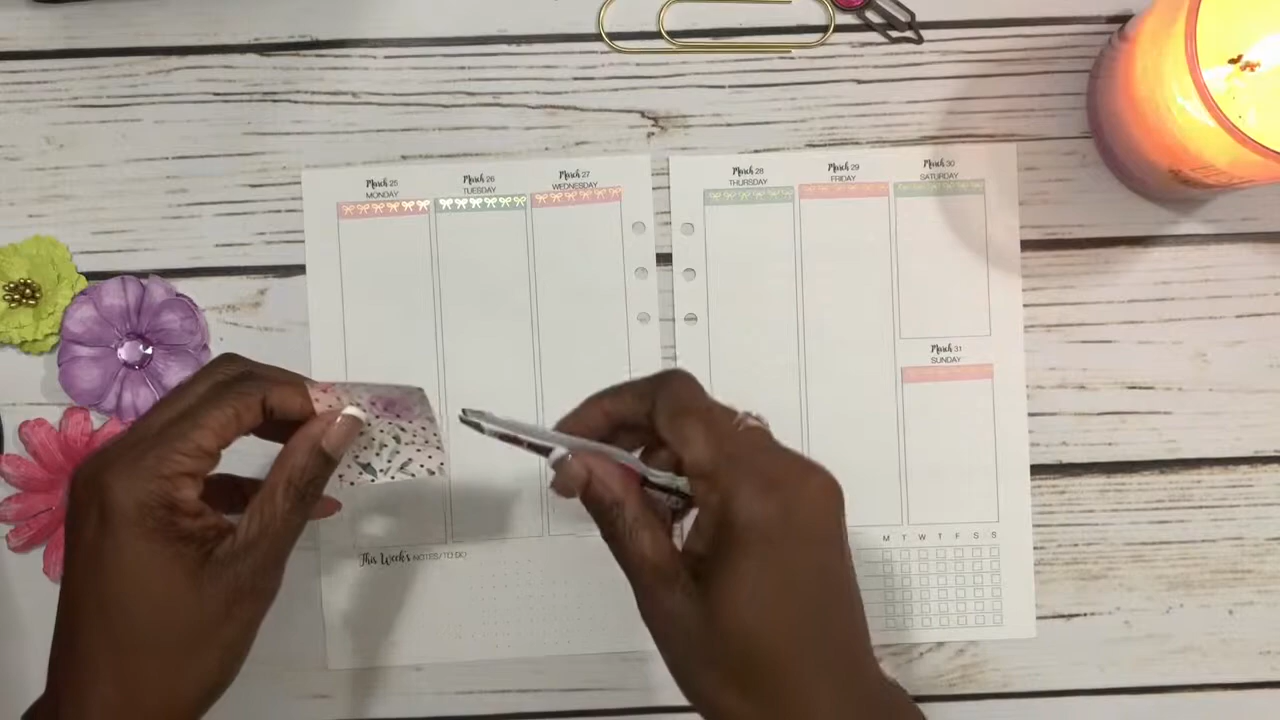 March 25
MONDAY
March 26
TUESDAY
March 27
WEDNESDAY
March 28
THURSDAY
March 29
FRIDAY
March 30
SATURDAY
March 31
SUNDAY
This Week's NOTES/TO DO
M T W T F S S